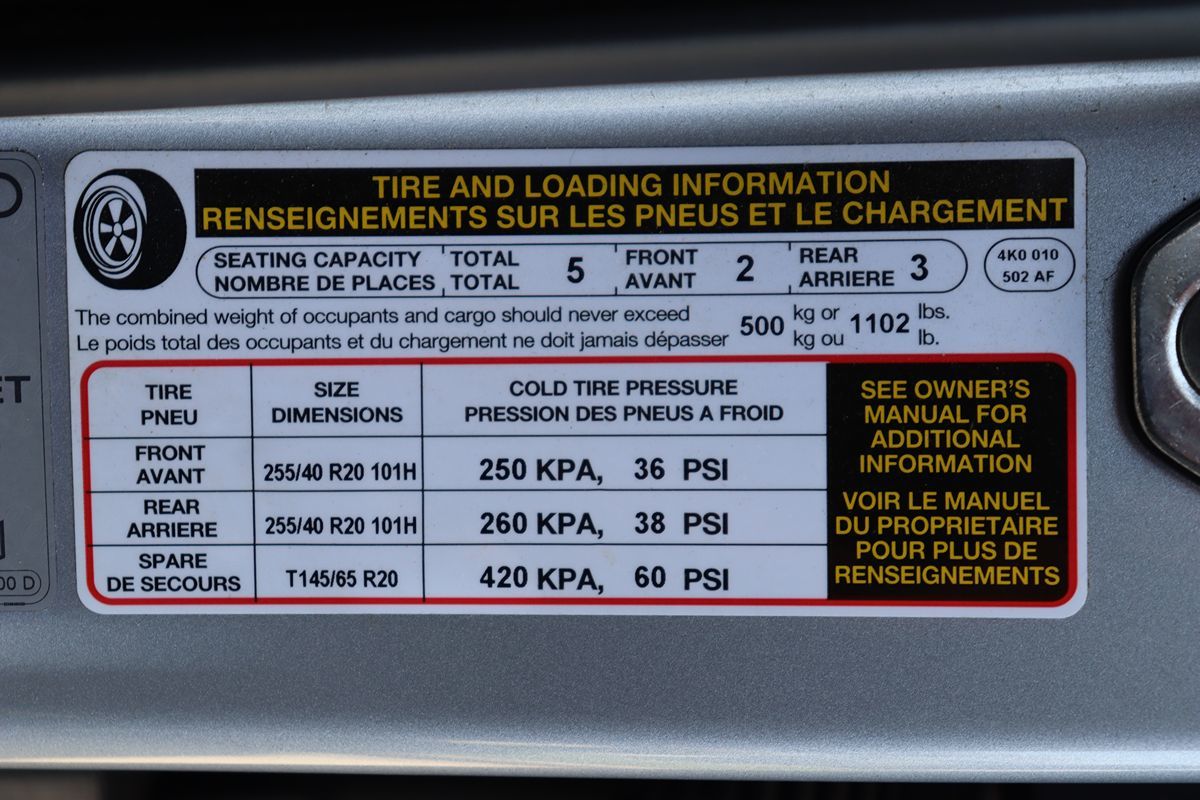 TIRE AND LOADING INFORMATION
RENSEIGNEMENTS SUR LES PNEUS ET LE CHARGEMENT
SEATING CAPACITY TOTAL 5 FRONT 2 REAR 3
NOMBRE DE PLACES TOTAL AVANT ARRIERE
4K0 010
502 AF
The combined weight of occupants and cargo should never exceed 500 kg or 1102 lbs.
Le poids total des occupants et du chargement ne doit jamais dépasser kg ou lb.
TIRE SIZE COLD TIRE PRESSURE
PNEU DIMENSIONS PRESSION DES PNEUS A FROID
FRONT
AVANT 255/40 R20 101H 250 KPA, 36 PSI
REAR
ARRIERE 255/40 R20 101H 260 KPA, 38 PSI
SPARE
DE SECOURS T145/65 R20 420 KPA, 60 PSI
SEE OWNER'S
MANUAL FOR
ADDITIONAL
INFORMATION
VOIR LE MANUEL
DU PROPRIETAIRE
POUR PLUS DE
RENSEIGNEMENTS